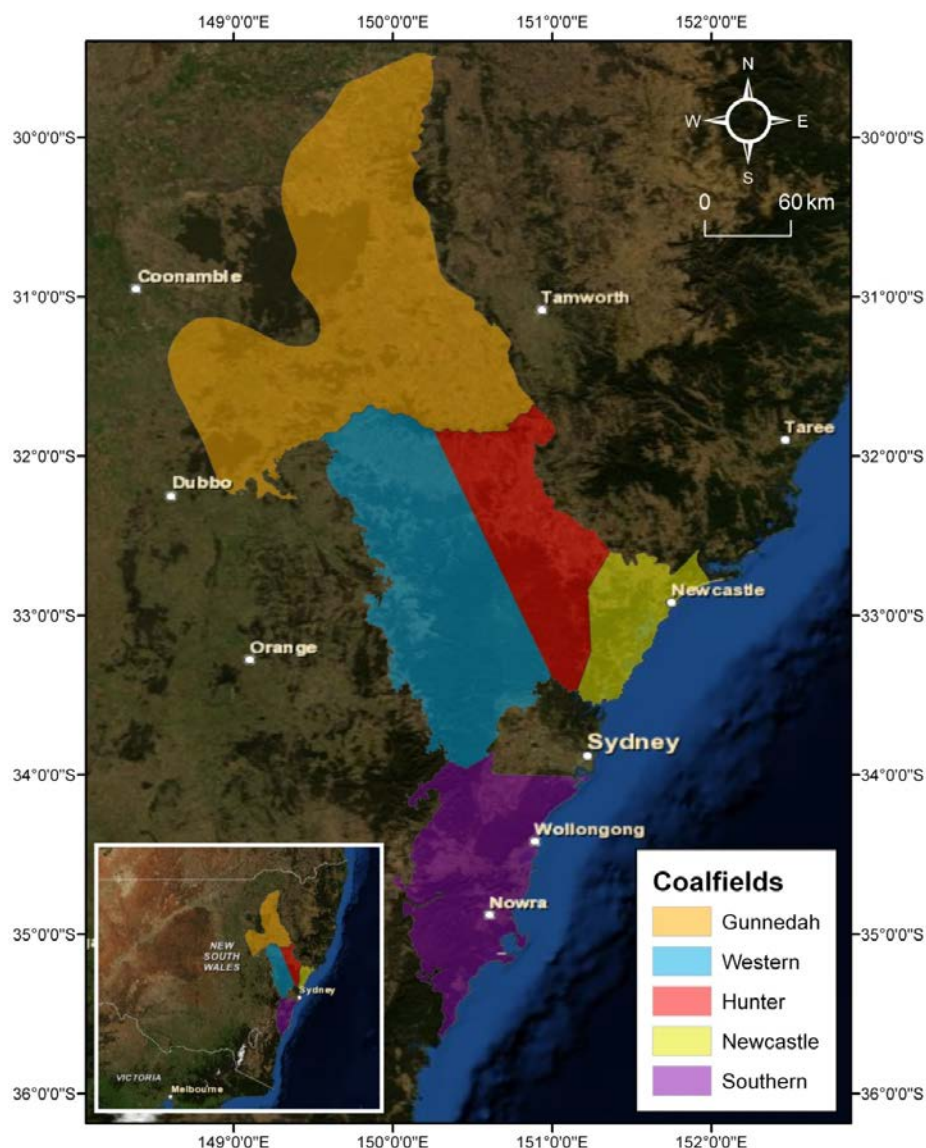 149°0'0"E 150°0'0"E 151°0'0"E 152°0'0"E
N
W E
S
0 60 km
30°0'0"S 30°0'0"S
Coonamble
31°0'0"S 31°0'0"S
Tamworth
Taree
32°0'0"S 32°0'0"S
Dubbo
Newcastle
33°0'0"S 33°0'0"S
Orange
Sydney
34°0'0"S 34°0'0"S
Wollongong
Nowra
35°0'0"S 35°0'0"S
36°0'0"S 36°0'0"S
NEW
SOUTH
WALES
Sydney
VICTORIA
Melbourne
Coalfields
Gunnedah
Western
Hunter
Newcastle
Southern
149°0'0"E 150°0'0"E 151°0'0"E 152°0'0"E